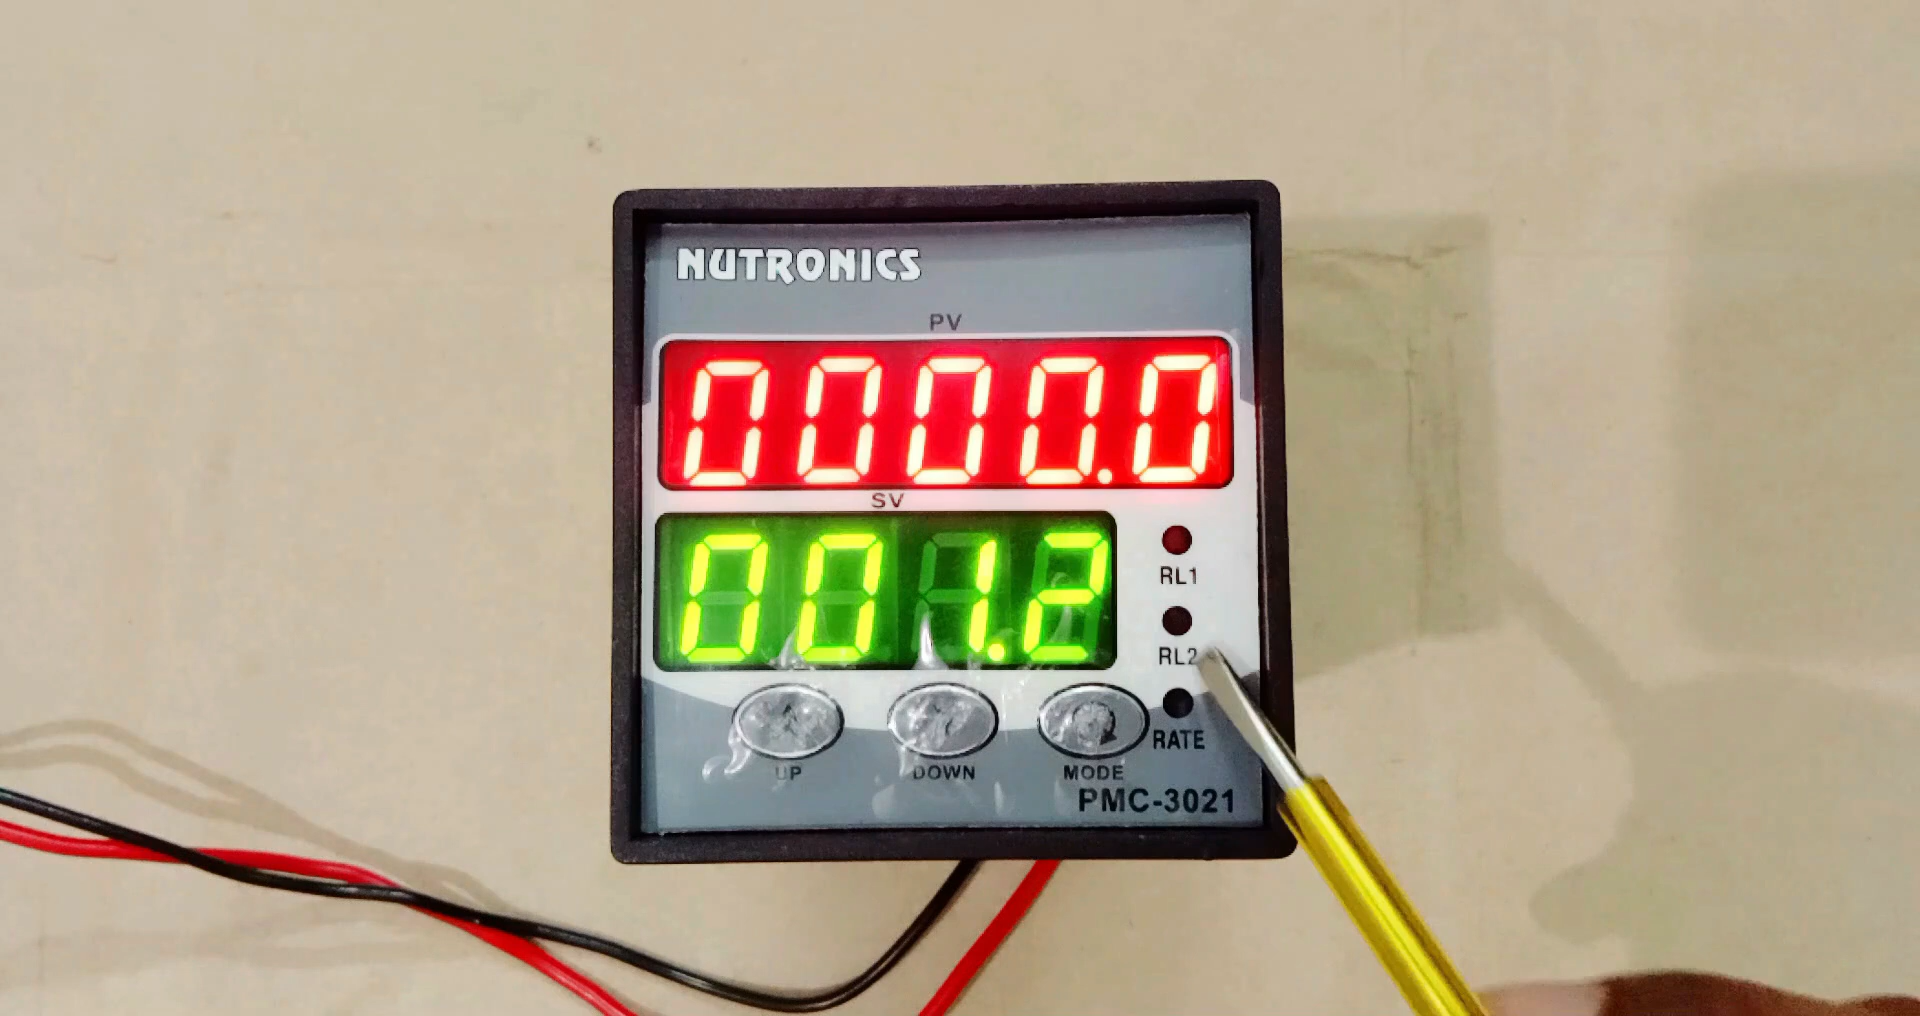 NUTRONICS
PV
0000.0
SV
001.2
RL1
RL2
RATE
UP DOWN MODE
PMC-3021